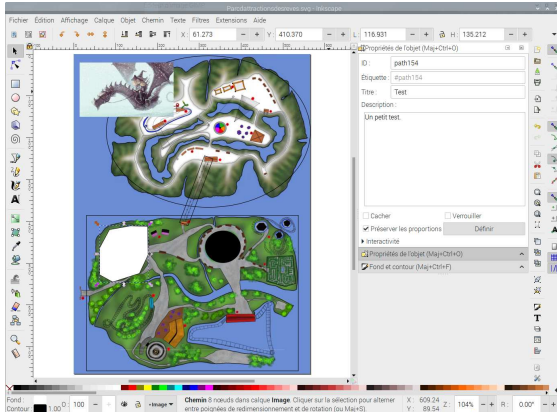 Parcdattractionsdereves.svg - Inkscape
Fichier Édition Affichage Calque Objet Chemin Texte Filtres Extensions Aide
X : 61.273 Y : 410.370 L : 116.931 H : 135.212
Propriétés de l'objet (Maj+Ctrl+O)
ID : path154
Étiquette : #path154
Titre : Test
Description :
Un petit test.
Cacher Verrouiller
Préserver les proportions Définir
Interactivité
Propriétés de l'objet (Maj+Ctrl+O)
Fond et contour (Maj+Ctrl+F)
Fond :
Contour : 1.00 O : 100 •Image Chemin 8 nœuds dans calque Image. Cliquer sur la sélection pour alterner
entre poignées de redimensionnement et de rotation (ou Maj+S).
X : 609.24
Y : 89.54 Z : 104% R : 0.00°